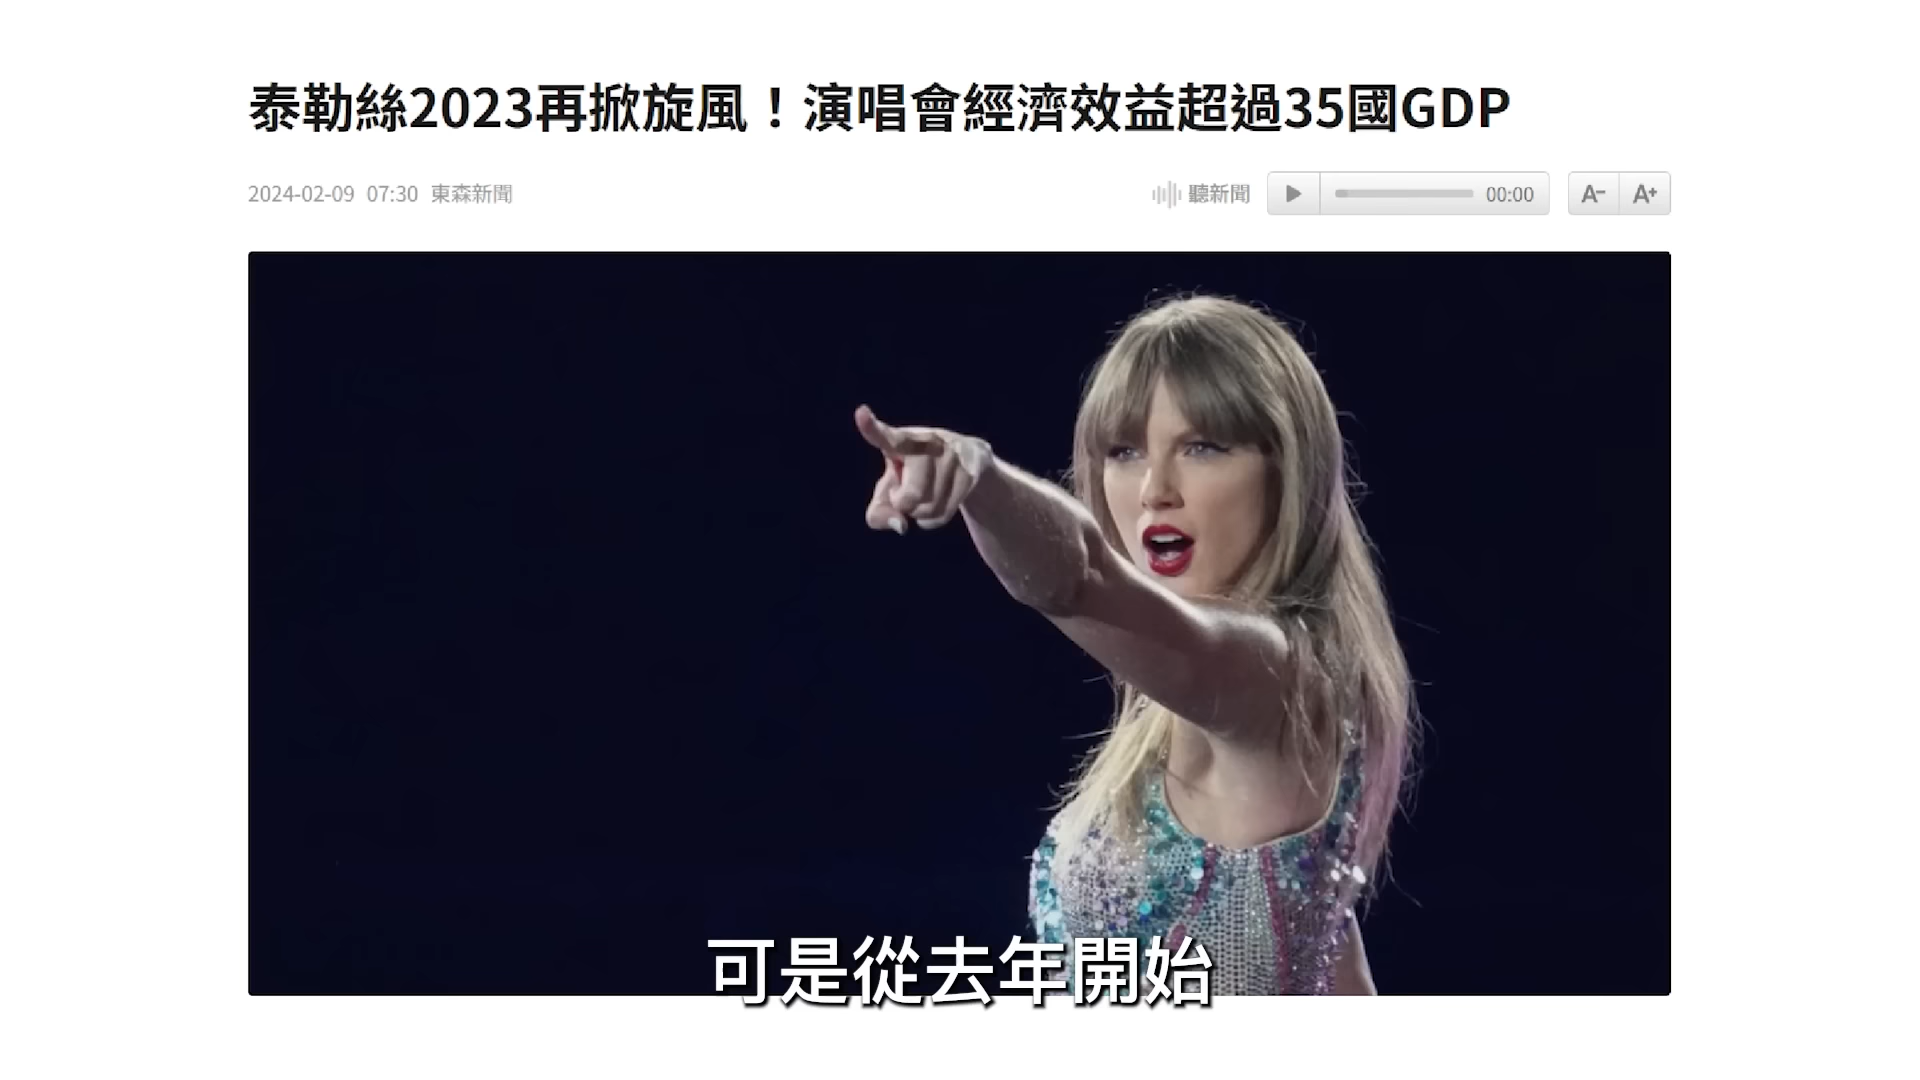 泰勒絲2023再掀旋風！演唱會經濟效益超過35國GDP
2024-02-09 07:30 東森新聞
聽新聞 00:00 A- A+
可是從去年開始